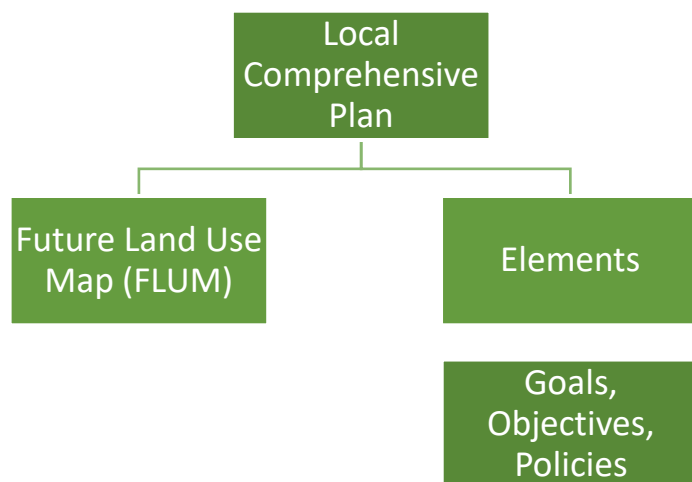 Local
Comprehensive
Plan
Future Land Use
Map (FLUM)
Elements
Goals,
Objectives,
Policies